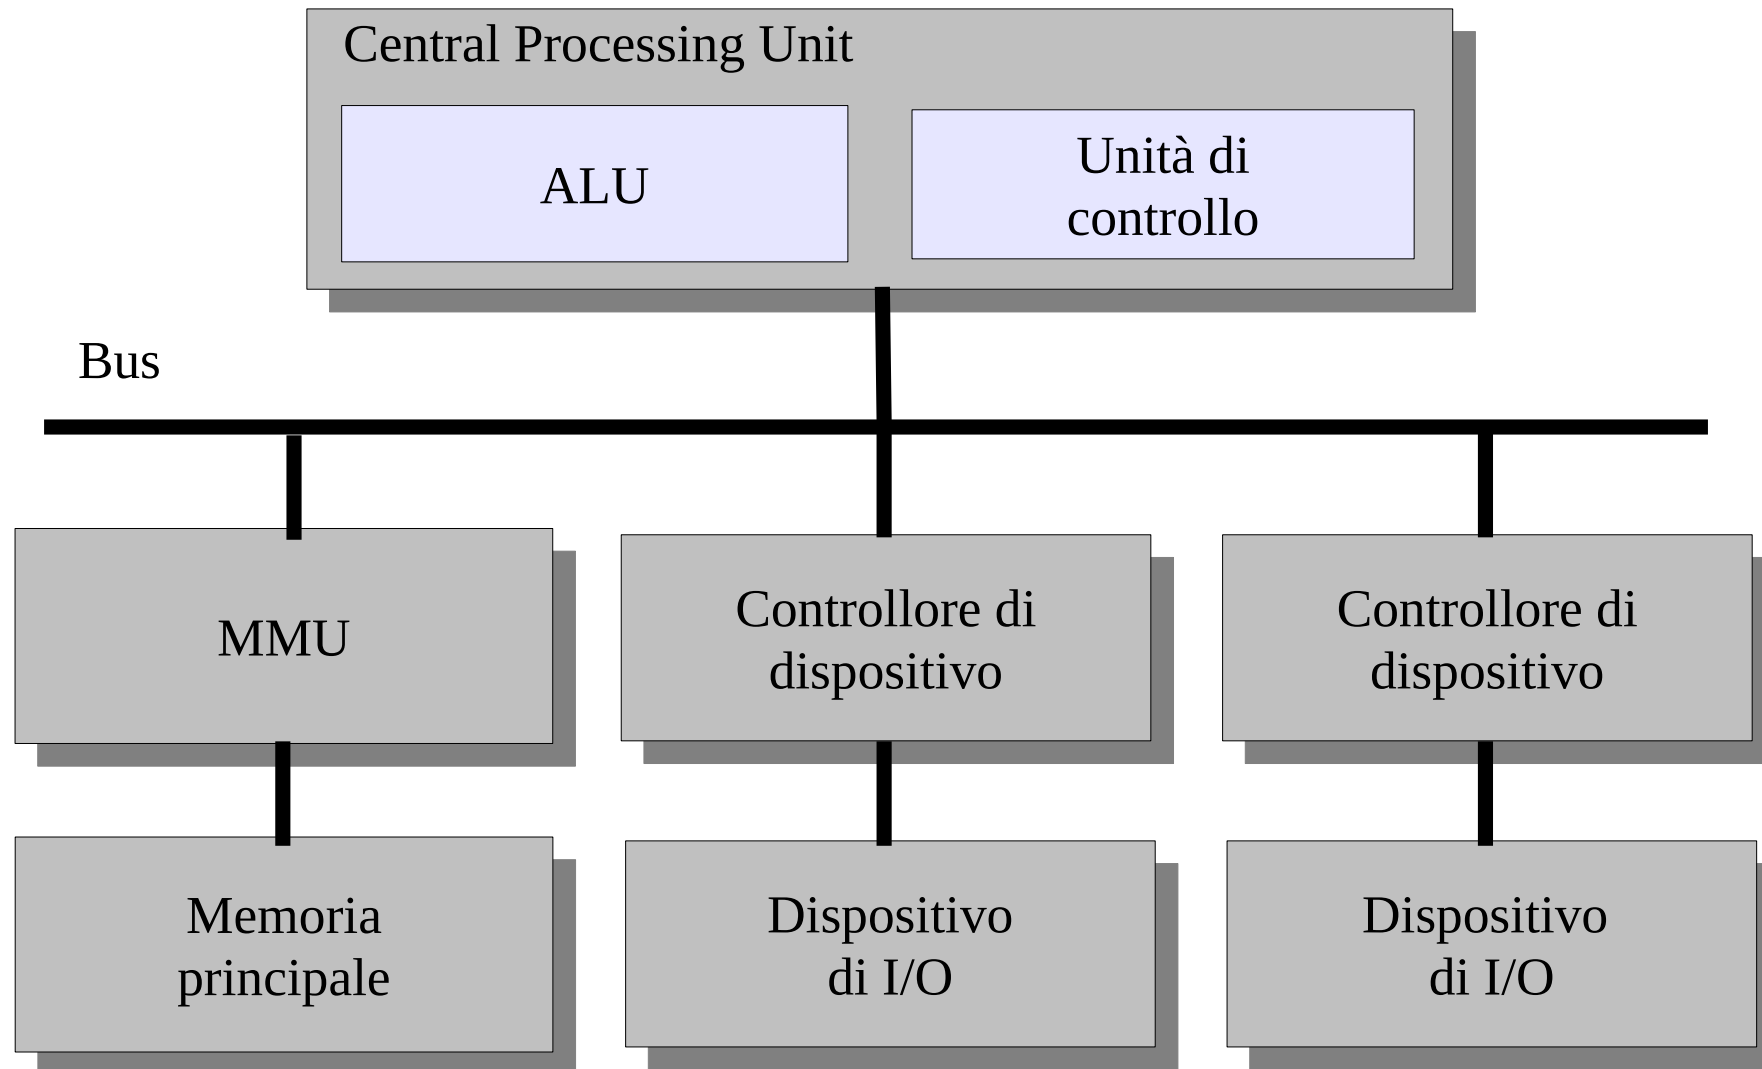 Central Processing Unit
ALU
Unità di
controllo
Bus
MMU
Controllore di
dispositivo
Controllore di
dispositivo
Memoria
principale
Dispositivo
di I/O
Dispositivo
di I/O